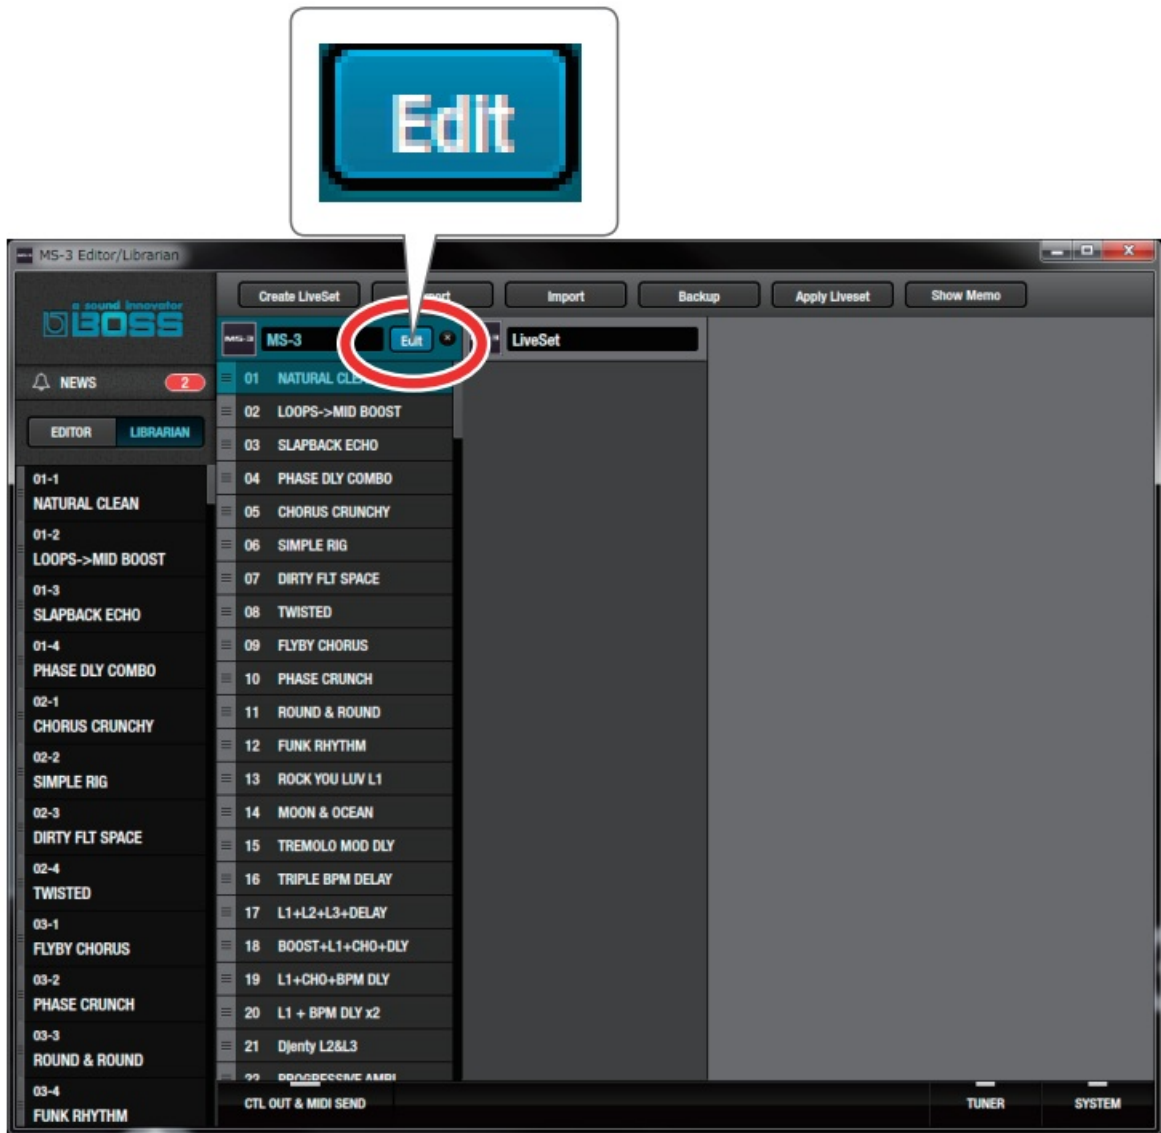 Edit
MS-3 Editor/Librarian
a sound innovator
BOSS
Create LiveSet
Import
Backup
Apply Liveset
Show Memo
MS-3
MS-3
Edit
LiveSet
NEWS
2
EDITOR
LIBRARIAN
01-1
NATURAL CLEAN
01-2
LOOPS->MID BOOST
01-3
SLAPBACK ECHO
01-4
PHASE DLY COMBO
02-1
CHORUS CRUNCHY
02-2
SIMPLE RIG
02-3
DIRTY FLT SPACE
02-4
TWISTED
03-1
FLYBY CHORUS
03-2
PHASE CRUNCH
03-3
ROUND & ROUND
03-4
FUNK RHYTHM
01 NATURAL
02 LOOPS->MID BOOST
03 SLAPBACK ECHO
04 PHASE DLY COMBO
05 CHORUS CRUNCHY
06 SIMPLE RIG
07 DIRTY FLT SPACE
08 TWISTED
09 FLYBY CHORUS
10 PHASE CRUNCH
11 ROUND & ROUND
12 FUNK RHYTHM
13 ROCK YOU LUV L1
14 MOON & OCEAN
15 TREMOLO MOD DLY
16 TRIPLE BPM DELAY
17 L1+L2+L3+DELAY
18 BOOST+L1+CHO+DLY
19 L1+CHO+BPM DLY
20 L1 + BPM DLY x2
21 Djenty L2&L3
22 PROGRESSIVE AMBI
CTL OUT & MIDI SEND
TUNER
SYSTEM